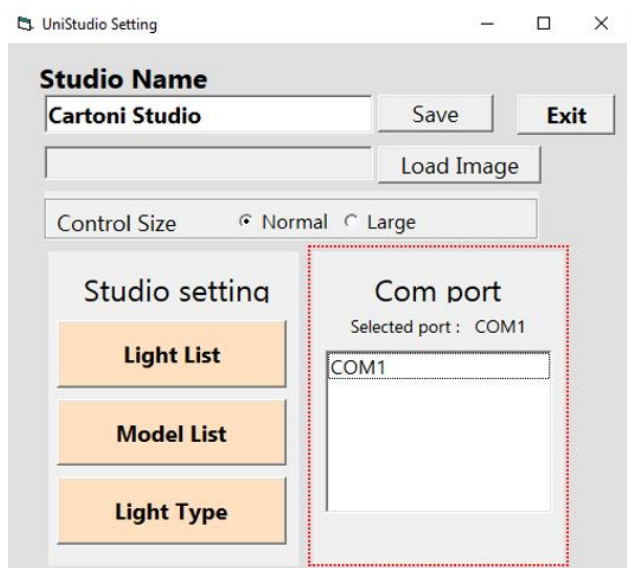 UniStudio Setting
Studio Name
Cartoni Studio
Save
Exit
Load Image
Control Size
Normal
Large
Studio setting
Light List
Model List
Light Type
Com port
Selected port : COM1
COM1